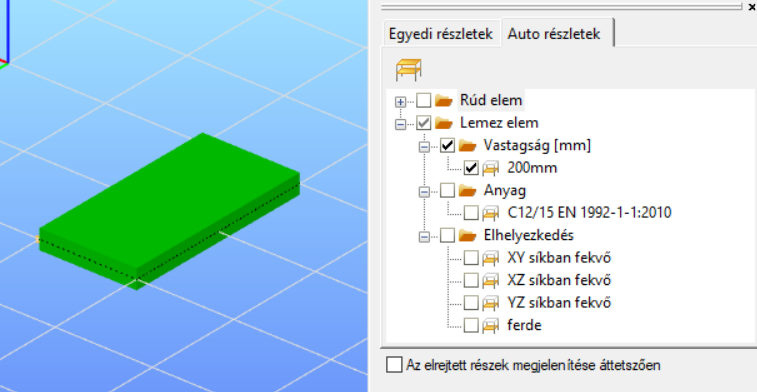 Egyedi részletek Auto részletek
Rúd elem
Lemez elem
Vastagság [mm]
200mm
Anyag
C12/15 EN 1992-1-1:2010
Elhelyezkedés
XY síkban fekvő
XZ síkban fekvő
YZ síkban fekvő
ferde
Az elrejtett részek megjelenítése áttetszően